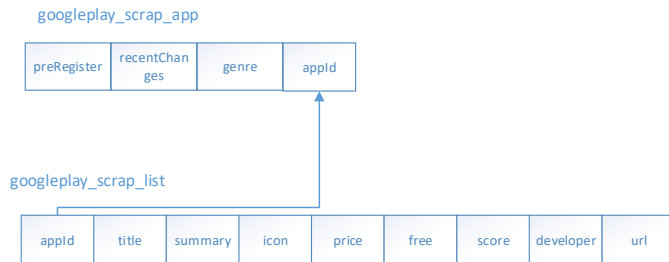 googleplay_scrap_app
preRegister
recentChan
ges
genre
appId
googleplay_scrap_list
appId
title
summary
icon
price
free
score
developer
url